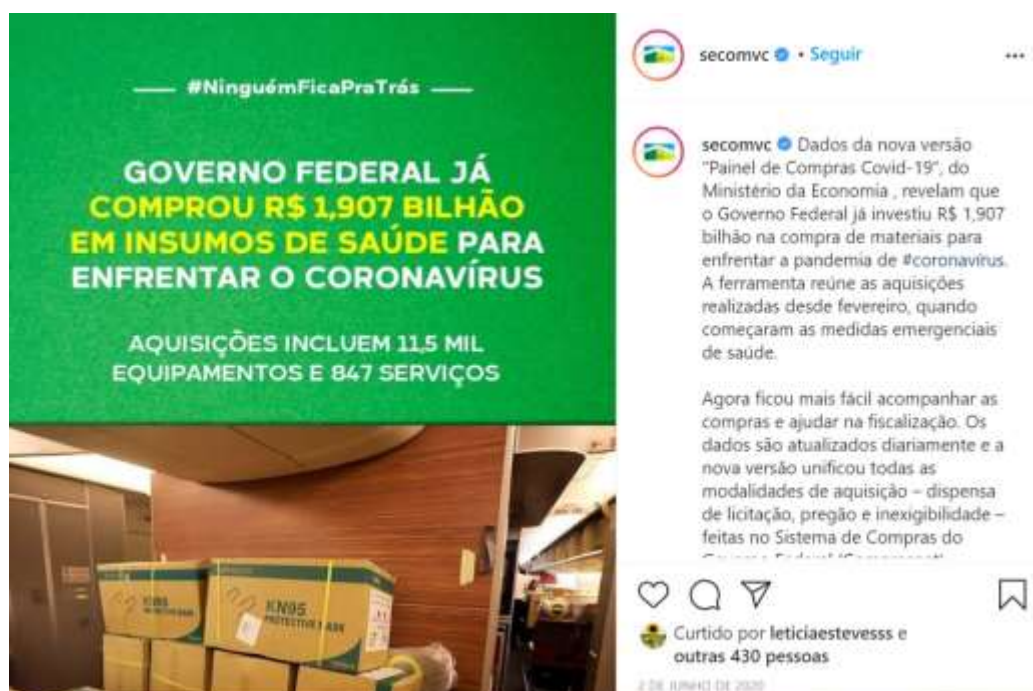 #NinguémFicaPraTrás
GOVERNO FEDERAL JÁ
COMPROU R$ 1,907 BILHÃO
EM INSUMOS DE SAÚDE PARA
ENFRENTAR O CORONAVÍRUS
AQUISIÇÕES INCLUEM 11,5 MIL
EQUIPAMENTOS E 847 SERVIÇOS
KN95
KN95
PROTECTIVE MASK
secomvc • Seguir
secomvc Dados da nova versão
"Painel de Compras Covid-19", do
Ministério da Economia , revelam que
o Governo Federal já investiu R$ 1,907
bilhão na compra de materiais para
enfrentar a pandemia de #coronavírus.
A ferramenta reúne as aquisições
realizadas desde fevereiro, quando
começaram as medidas emergenciais
de saúde.
Agora ficou mais fácil acompanhar as
compras e ajudar na fiscalização. Os
dados são atualizados diariamente e a
nova versão unificou todas as
modalidades de aquisição – dispensa
de licitação, pregão e inexigibilidade –
feitas no Sistema de Compras do
Curtido por leticiaestevesss e
outras 430 pessoas
2 DE JUNHO DE 2020